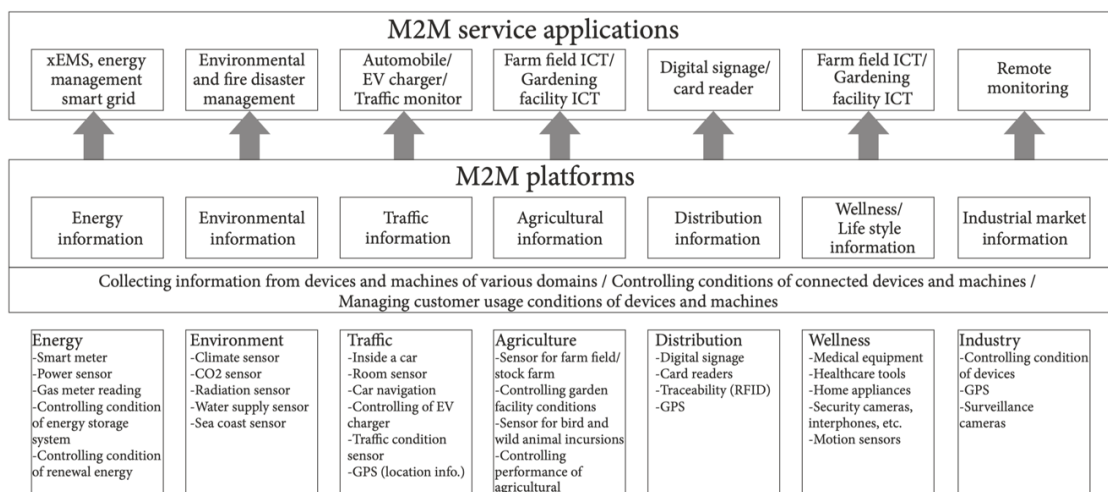 M2M service applications
xEMS, energy
management
smart grid
Environmental
and fire disaster
management
Automobile/
EV charger/
Traffic monitor
Farm field ICT/
Gardening
facility ICT
Digital signage/
card reader
Farm field ICT/
Gardening
facility ICT
Remote
monitoring
M2M platforms
Energy
information
Environmental
information
Traffic
information
Agricultural
information
Distribution
information
Wellness/
Life style
information
Industrial market
information
Collecting information from devices and machines of various domains / Controlling conditions of connected devices and machines /
Managing customer usage conditions of devices and machines
Energy
-Smart meter
-Power sensor
-Gas meter reading
-Controlling condition
of energy storage
system
-Controlling condition
of renewal energy
Environment
-Climate sensor
-CO2 sensor
-Radiation sensor
-Water supply sensor
-Sea coast sensor
Traffic
-Inside a car
-Room sensor
-Car navigation
-Controlling of EV
charger
-Traffic condition
sensor
-GPS (location info.)
Agriculture
-Sensor for farm field/
stock farm
-Controlling garden
facility conditions
-Sensor for bird and
wild animal incursions
-Controlling
performance of
agricultural
Distribution
-Digital signage
-Card readers
-Traceability (RFID)
-GPS
Wellness
-Medical equipment
-Healthcare tools
-Home appliances
-Security cameras,
interphones, etc.
-Motion sensors
Industry
-Controlling condition
of devices
-GPS
-Surveillance
cameras